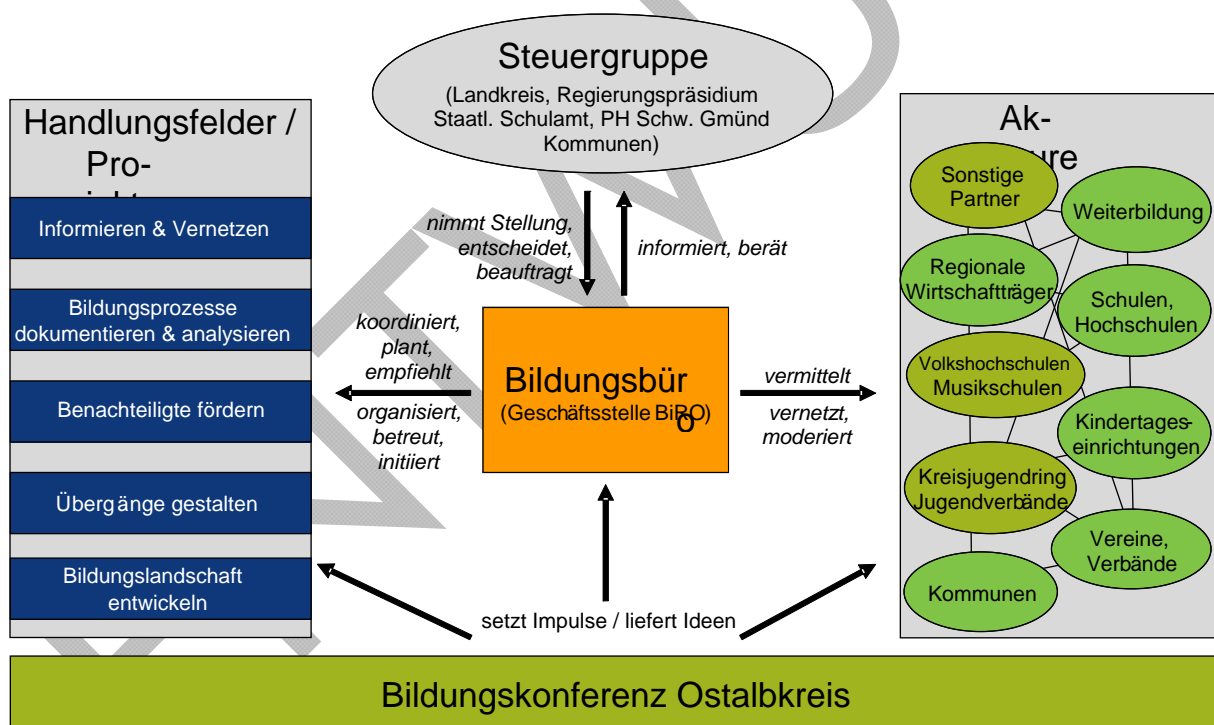 Steuergruppe
(Landkreis, Regierungspräsidium
Staatl. Schulamt, PH Schw. Gmünd
Kommunen)
Handlungsfelder /
Pro-
Informieren & Vernetzen
Bildungsprozesse
dokumentieren & analysieren
Benachteiligte fördern
Übergänge gestalten
Bildungslandschaft
entwickeln
nimmt Stellung,
entscheidet,
beauftragt
informiert, berät
koordiniert,
plant,
empfiehlt
organisiert,
betreut,
initiiert
Bildungsbür
o
(Geschäftsstelle BiRO)
vermittelt
vernetzt,
moderiert
Ak-
Sonstige
Partner
Weiterbildung
Regionale
Wirtschaftträger
Schulen,
Hochschulen
Volkshochschulen
Musikschulen
Kindertages-
einrichtungen
Kreisjugendring
Jugendverbände
Vereine,
Verbände
Kommunen
setzt Impulse / liefert Ideen
Bildungskonferenz Ostalbkreis